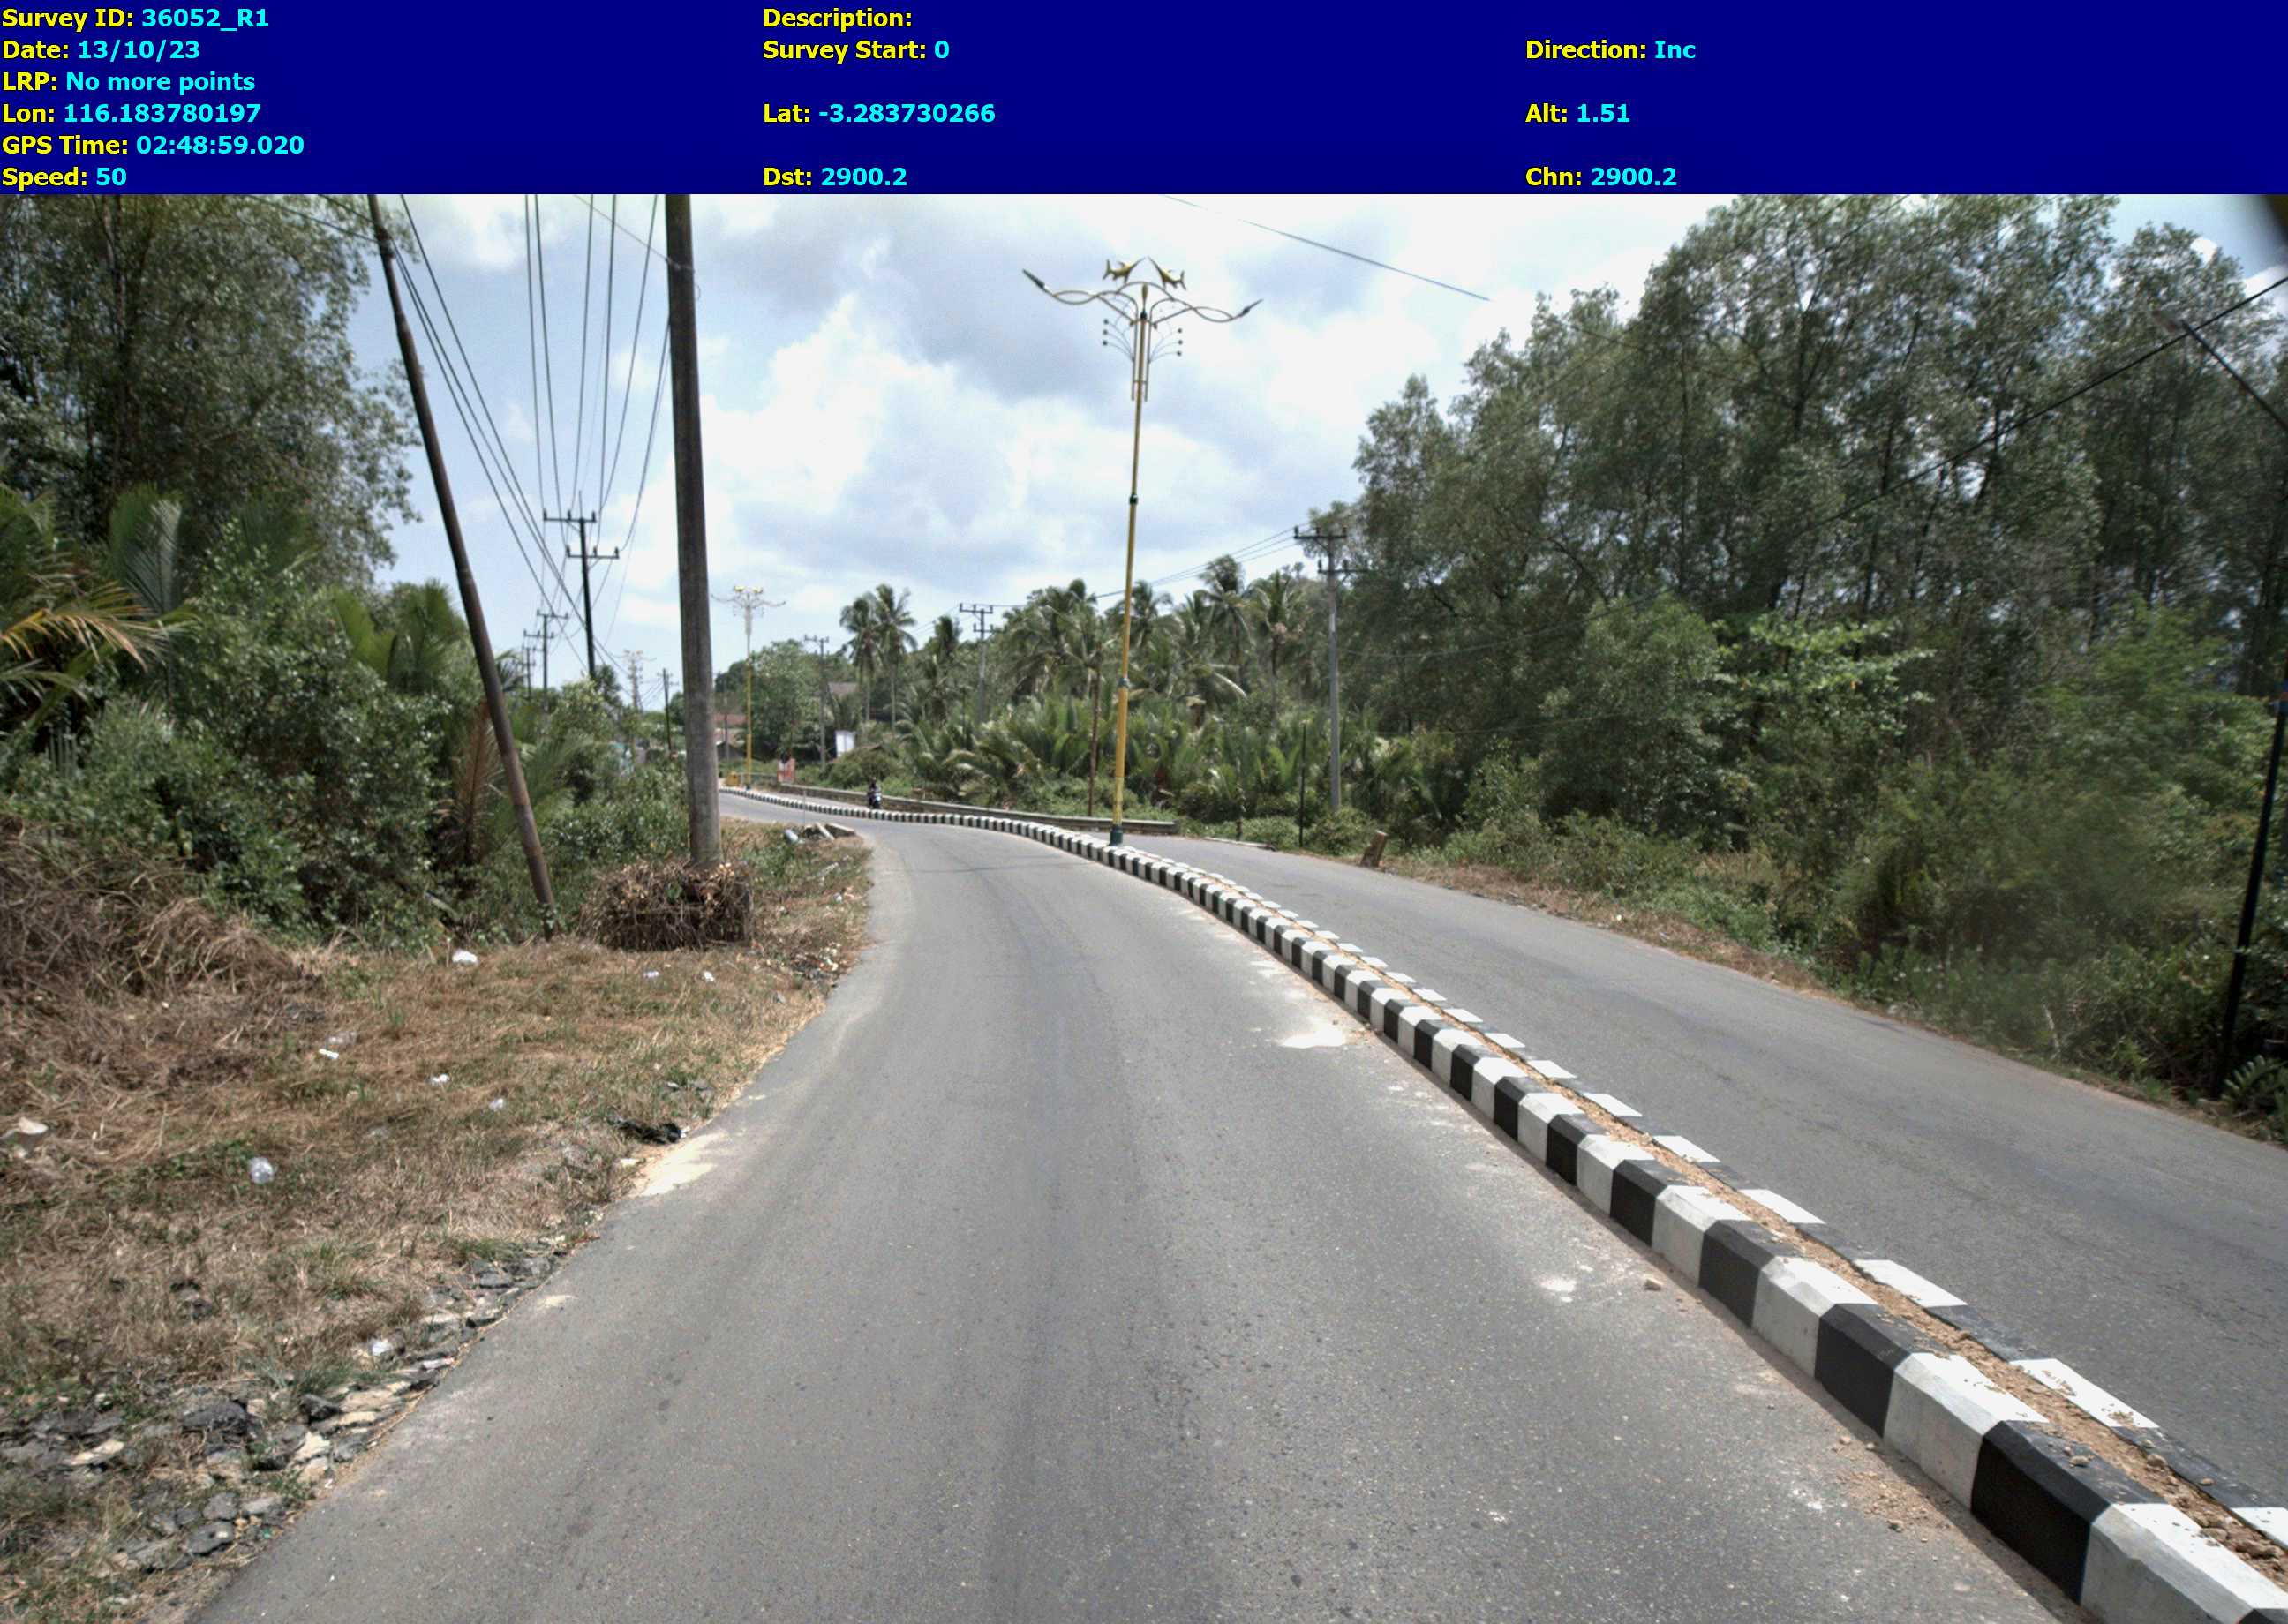 Survey ID: 36052_R1
Description:
Date: 13/10/23
Survey Start: 0
Direction: Inc
LRP: No more points
Lon: 116.183780197
Lat: -3.283730266
Alt: 1.51
GPS Time: 02:48:59.020
Speed: 50
Dst: 2900.2
Chn: 2900.2